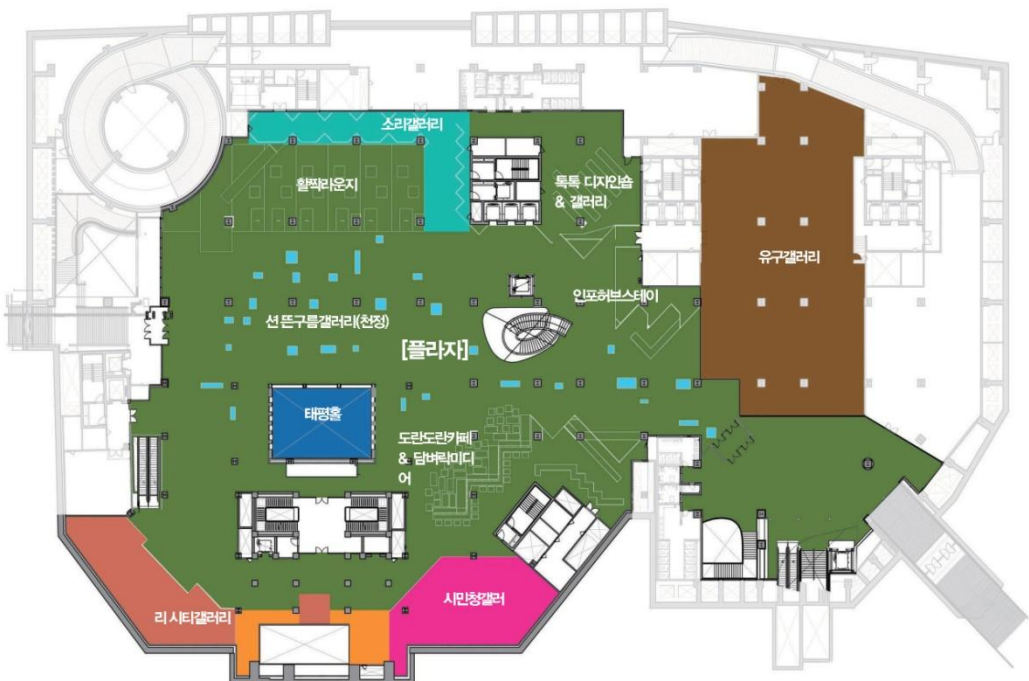 소리갤러리
활짝라운지
톡톡 디자인숍
& 갤러리
유구갤러리
인포허브스테이
션 뜬구름갤러리(천정)
[플라자]
태평홀
도란도란카페
& 담벼락미디
어
시민청갤러
리 시티갤러리